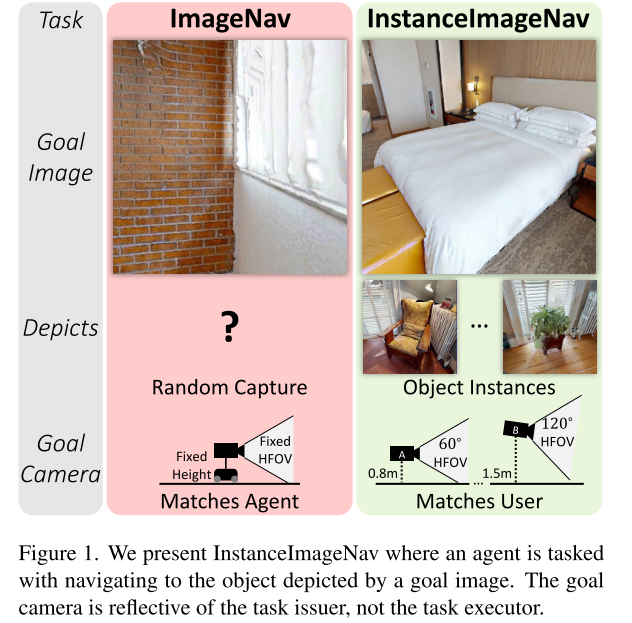 Task
ImageNav
InstanceImageNav
Goal
Image
Depicts
?
Random Capture
...
Object Instances
Goal
Camera
Fixed
Height
Fixed
HFOV
Matches Agent
A
0.8m
60°
HFOV
...
B
1.5m
120°
HFOV
Matches User
Figure 1. We present InstanceImageNav where an agent is tasked
with navigating to the object depicted by a goal image. The goal
camera is reflective of the task issuer, not the task executor.